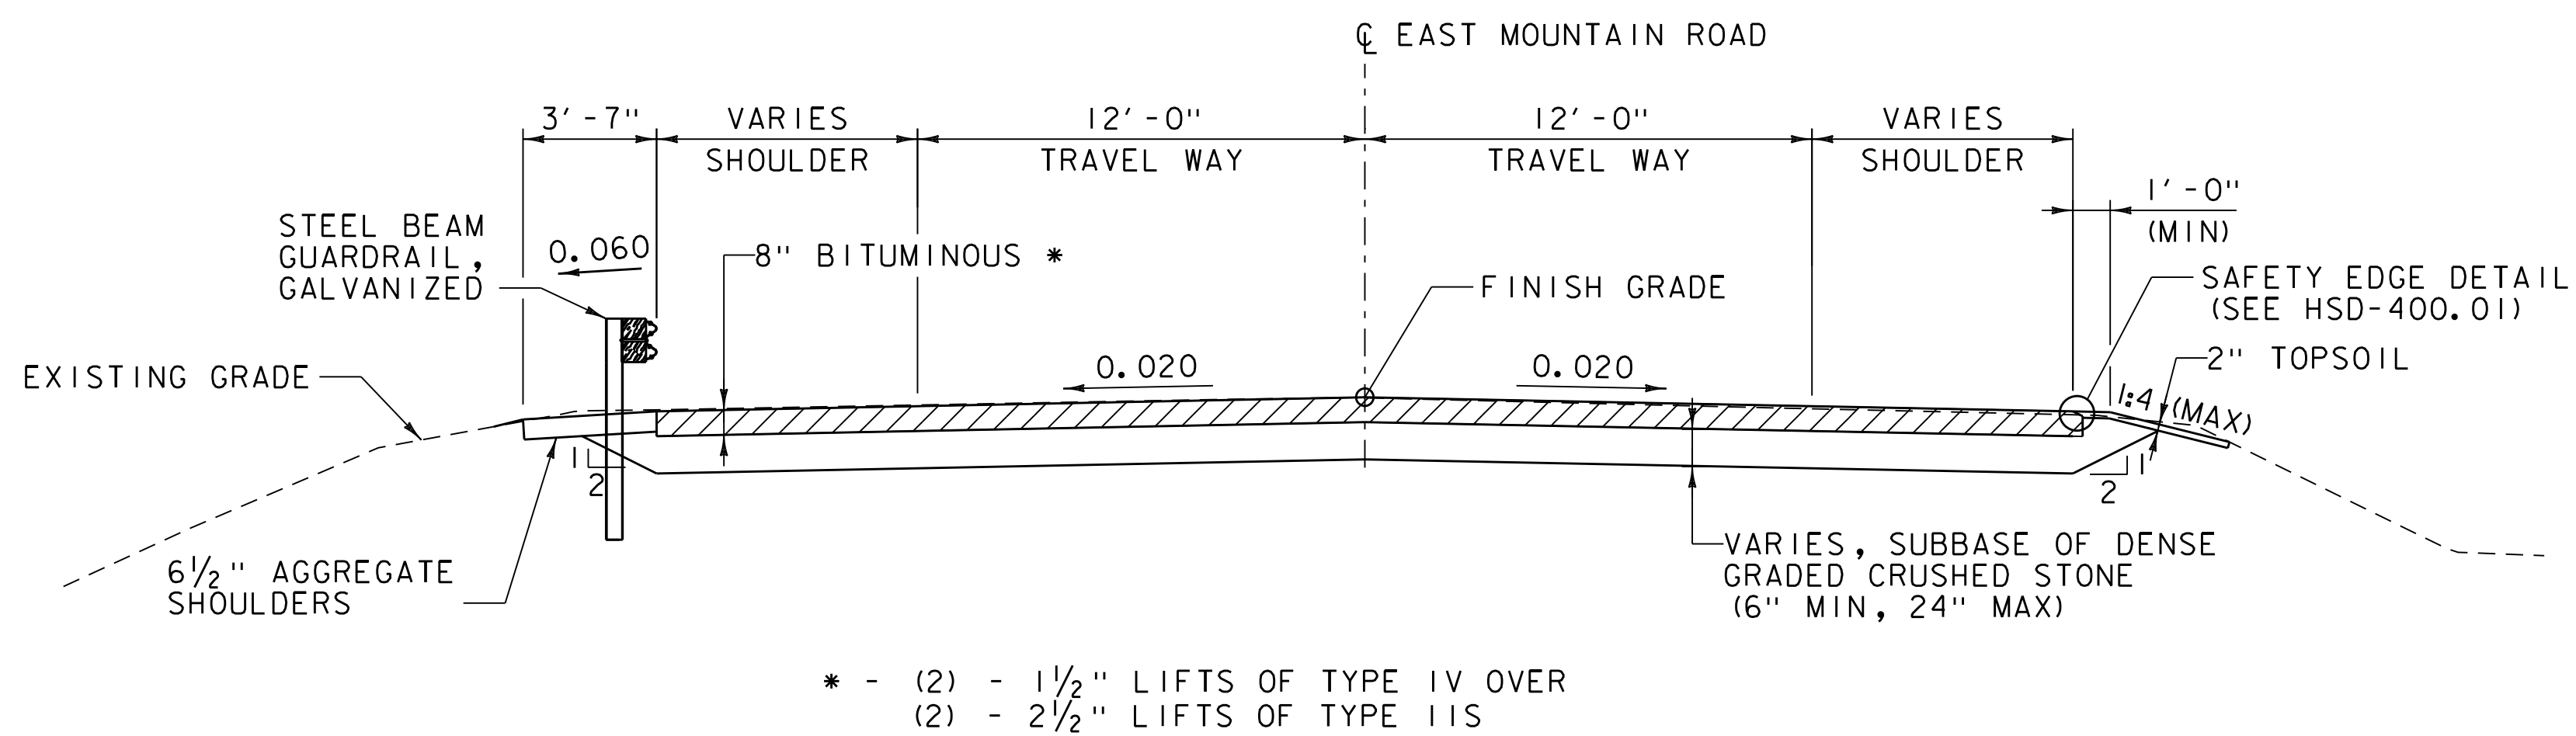 ℄ EAST MOUNTAIN ROAD
3'-7" VARIES 12'-0" 12'-0" VARIES
SHOULDER TRAVEL WAY TRAVEL WAY SHOULDER
1'-0"
(MIN)
STEEL BEAM
GUARDRAIL,
GALVANIZED
0.060
8" BITUMINOUS *
FINISH GRADE
SAFETY EDGE DETAIL
(SEE HSD-400.01)
EXISTING GRADE
0.020
0.020
2" TOPSOIL
1:4 (MAX)
1
2
1
2
6½" AGGREGATE
SHOULDERS
VARIES, SUBBASE OF DENSE
GRADED CRUSHED STONE
(6" MIN, 24" MAX)
* - (2) - 1½" LIFTS OF TYPE IV OVER
(2) - 2½" LIFTS OF TYPE IIS